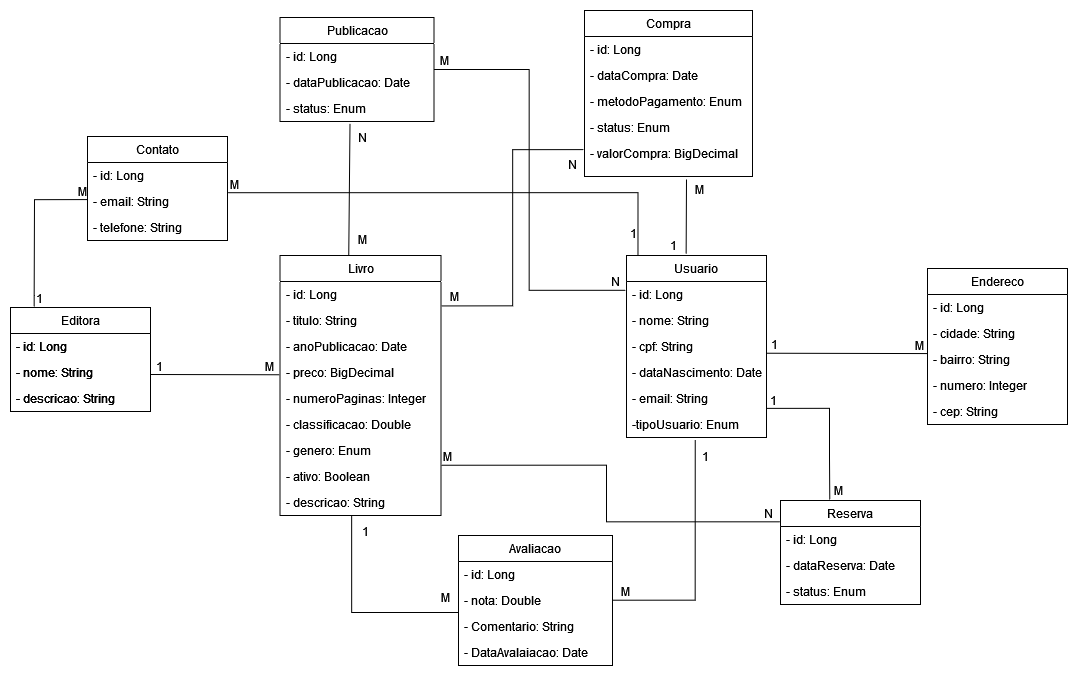 Publicacao
- id: Long
- dataPublicacao: Date
- status: Enum
M
N
Compra
- id: Long
- dataCompra: Date
- metodoPagamento: Enum
- status: Enum
- valorCompra: BigDecimal
N
M
1
Contato
- id: Long
- email: String
- telefone: String
M
M
1
1
Editora
- id: Long
- nome: String
- descricao: String
1
M
M
Livro
- id: Long
- titulo: String
- anoPublicacao: Date
- preco: BigDecimal
- numeroPaginas: Integer
- classificacao: Double
- genero: Enum
- ativo: Boolean
- descricao: String
M
M
1
N
Usuario
- id: Long
- nome: String
- cpf: String
- dataNascimento: Date
- email: String
-tipoUsuario: Enum
1
M
1
1
Endereco
- id: Long
- cidade: String
- bairro: String
- numero: Integer
- cep: String
M
N
Reserva
- id: Long
- dataReserva: Date
- status: Enum
M
M
Avaliacao
- id: Long
- nota: Double
- Comentario: String
- DataAvalaiacao: Date